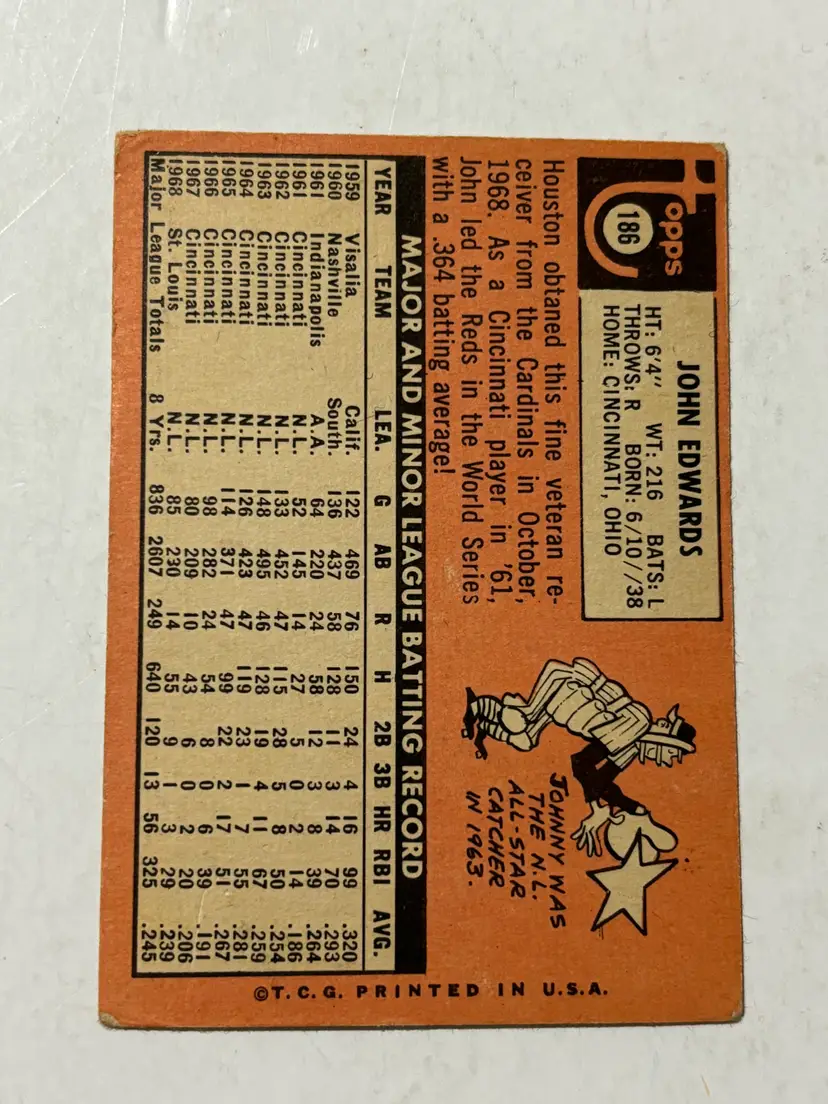 Topps
186
JOHN EDWARDS
HT: 6'4" WT: 216 BATS: L
THROWS: R BORN: 6/10//38
HOME: CINCINNATI, OHIO
Houston obtaned this fine veteran re-
ceiver from the Cardinals in October,
1968. As a Cincinnati player in '61,
John led the Reds in the World Series
with a .364 batting average!
JOHNNY WAS
THE N.L.
ALL-STAR
CATCHER
IN 1963.
MAJOR AND MINOR LEAGUE BATTING RECORD
YEAR TEAM LEA. G AB R H 2B 3B HR RBI AVG.
1959 Visalia Calif. 122 469 76 150 24 4 16 99 .320
1960 Nashville South. 136 437 58 128 11 3 14 70 .293
1961 Indianapolis A.A. 64 220 24 58 12 3 8 39 .264
1961 Cincinnati N.L. 52 145 14 27 5 0 2 14 .186
1962 Cincinnati N.L. 133 452 47 115 28 5 8 50 .254
1963 Cincinnati N.L. 148 495 46 128 19 4 11 67 .259
1964 Cincinnati N.L. 126 423 47 119 23 1 7 55 .281
1965 Cincinnati N.L. 114 371 47 99 22 2 17 51 .267
1966 Cincinnati N.L. 98 282 24 54 8 0 6 39 .191
1967 Cincinnati N.L. 80 209 10 43 6 0 2 20 .206
1968 St. Louis N.L. 85 230 14 55 9 1 3 29 .239
Major League Totals 8 Yrs. 836 2607 249 640 120 13 56 325 .245
©T.C.G. PRINTED IN U.S.A.